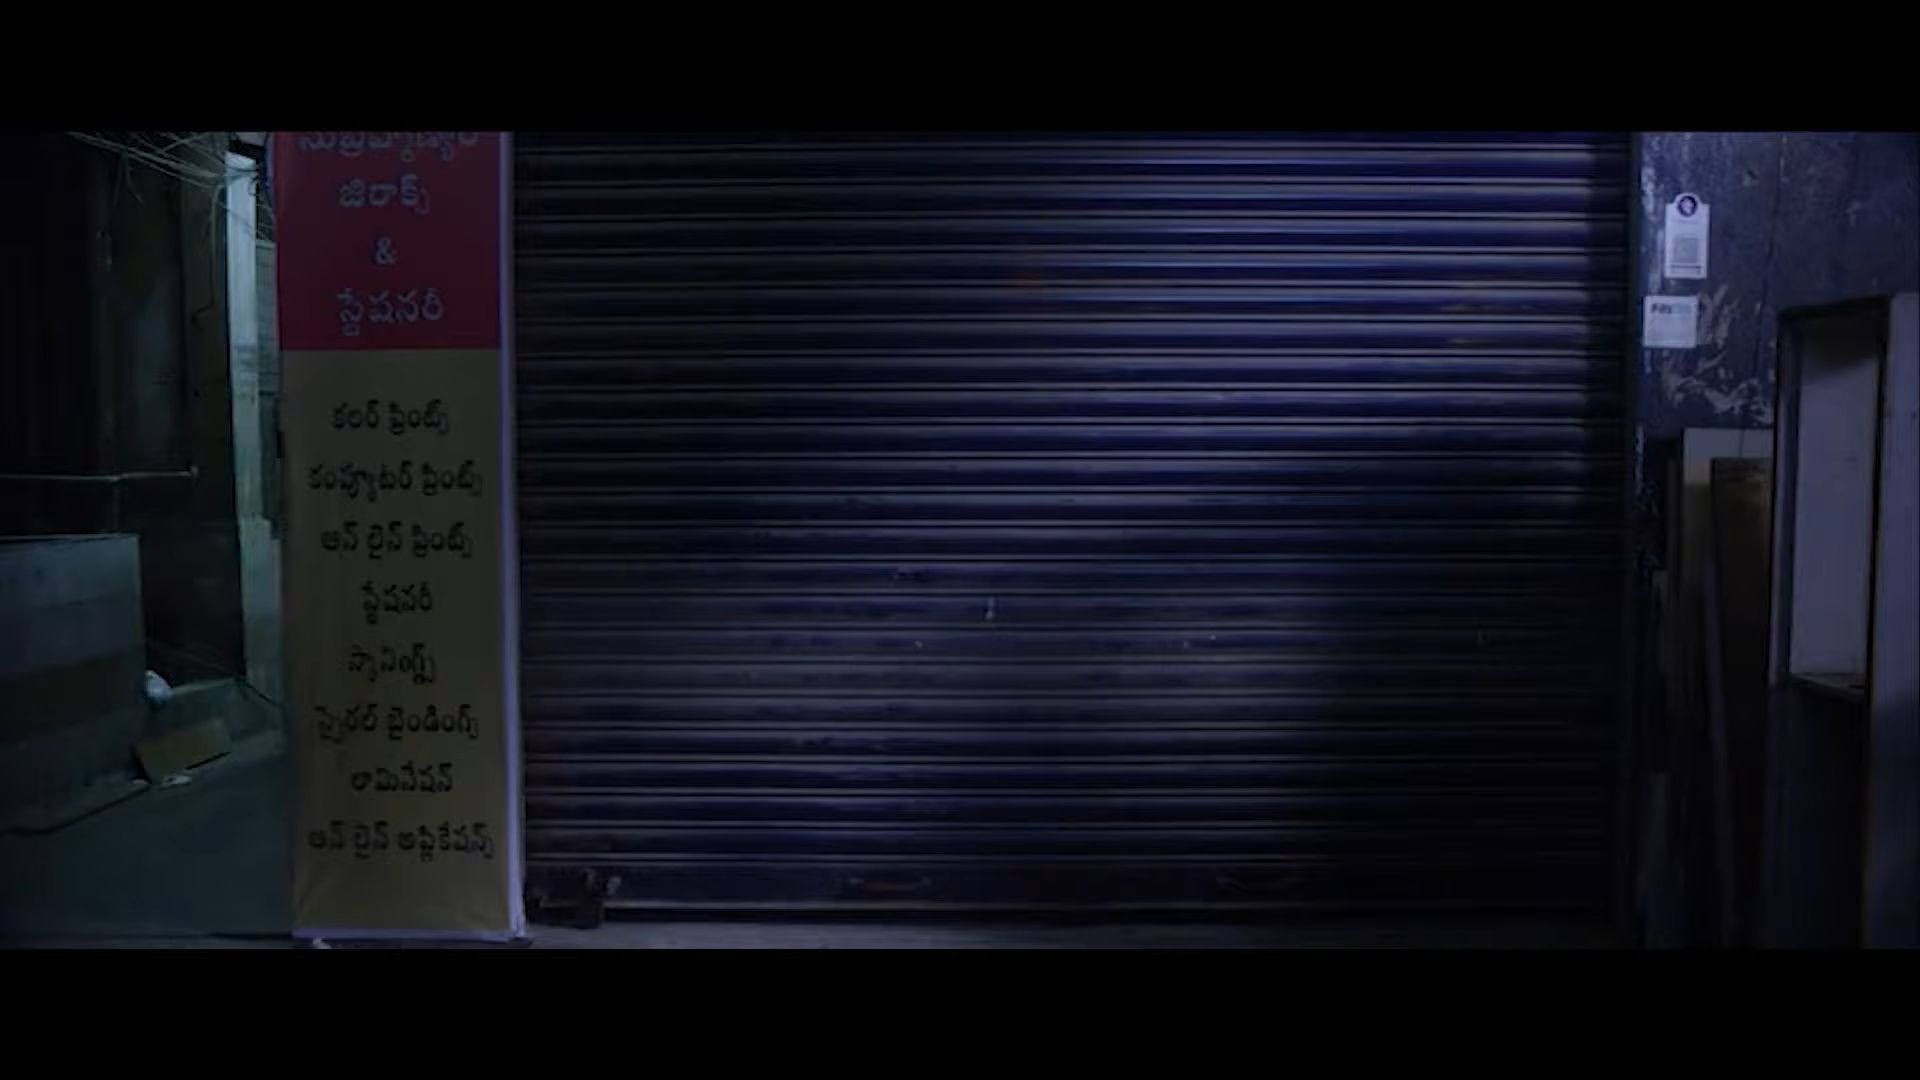 జిరాక్స్
&
స్టేషనరీ
కలర్ ప్రింట్స్
కంప్యూటర్ ప్రింట్స్
ఆన్ లైన్ ప్రింట్స్
స్టేషనరీ
స్కానింగ్స్
స్పైరల్ బైండింగ్స్
లామినేషన్
ఆన్ లైన్ అప్లికేషన్స్